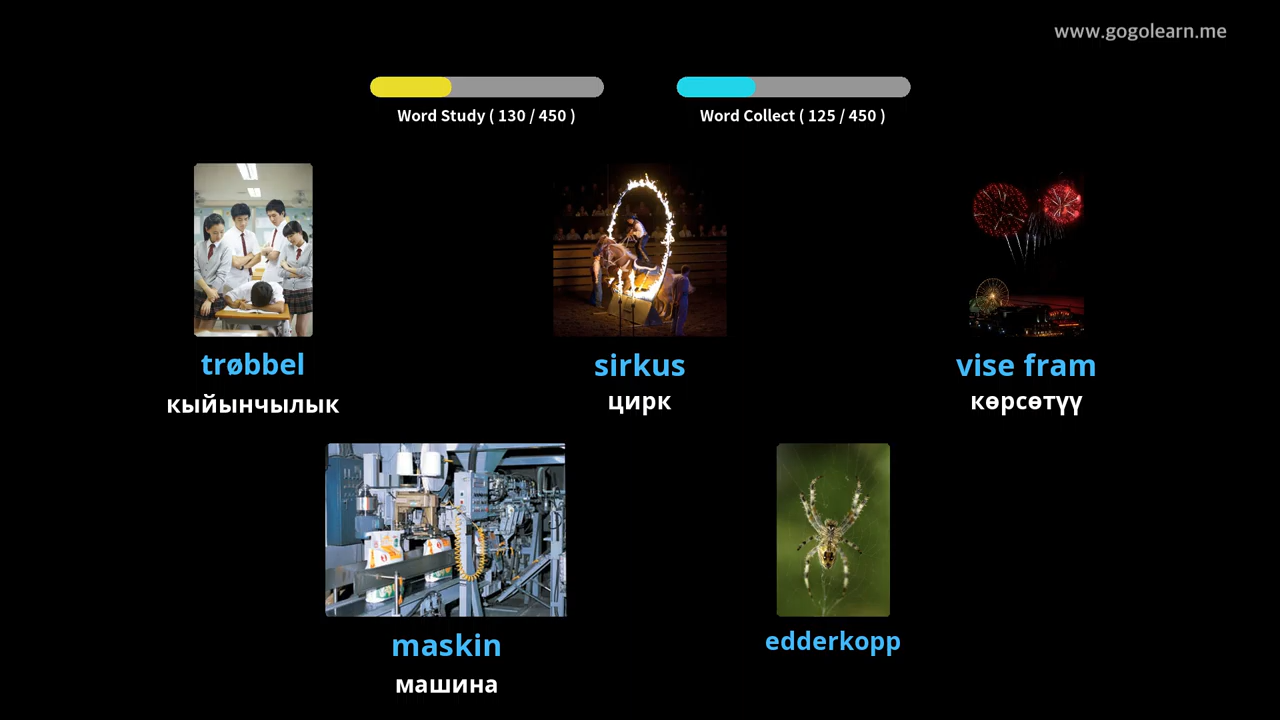 www.gogolearn.me
Word Study ( 130 / 450 )
Word Collect ( 125 / 450 )
trøbbel
кыйынчылык
sirkus
цирк
vise fram
көрсөтүү
maskin
машина
edderkopp